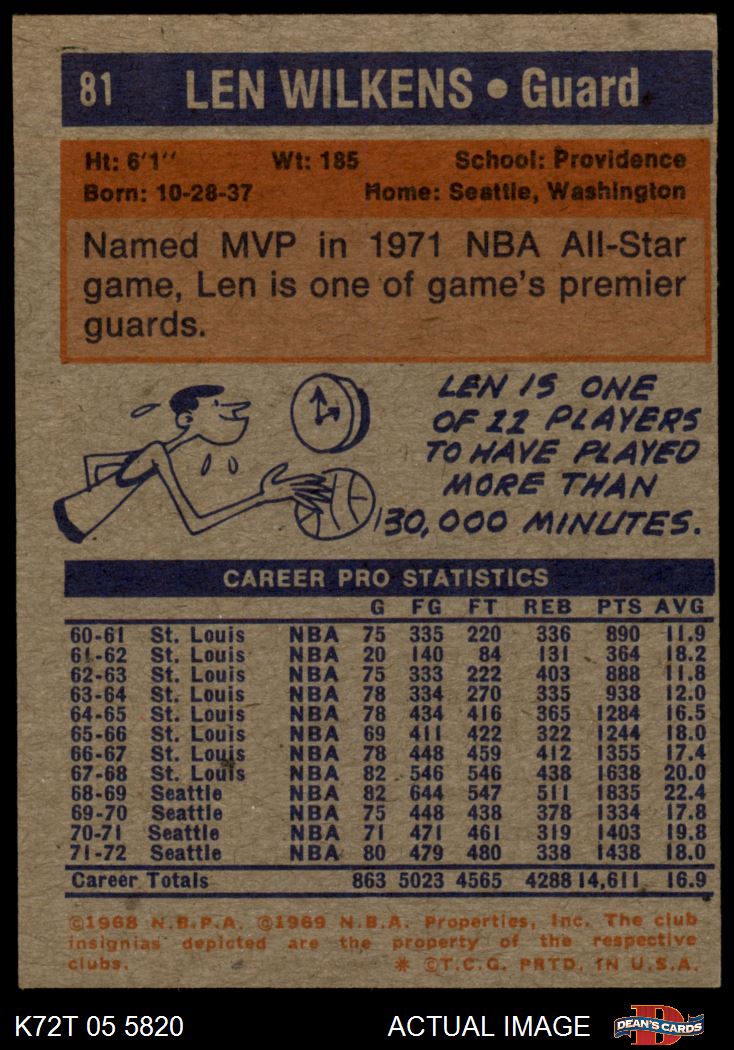 81 LEN WILKENS • Guard
Ht: 6'1'' Wt: 185 School: Providence
Born: 10-28-37 Home: Seattle, Washington
Named MVP in 1971 NBA All-Star
game, Len is one of game's premier
guards.
LEN IS ONE
OF 11 PLAYERS
TO HAVE PLAYED
MORE THAN
30,000 MINUTES.
CAREER PRO STATISTICS
G FG FT REB PTS AVG
60-61 St. Louis NBA 75 335 220 336 890 11.9
61-62 St. Louis NBA 20 140 84 131 364 18.2
62-63 St. Louis NBA 75 333 222 403 888 11.8
63-64 St. Louis NBA 78 334 270 335 938 12.0
64-65 St. Louis NBA 78 434 416 365 1284 16.5
65-66 St. Louis NBA 69 411 422 322 1244 18.0
66-67 St. Louis NBA 78 448 459 412 1355 17.4
67-68 St. Louis NBA 82 546 546 438 1638 20.0
68-69 Seattle NBA 82 644 547 511 1835 22.4
69-70 Seattle NBA 75 448 438 378 1334 17.8
70-71 Seattle NBA 71 471 461 319 1403 19.8
71-72 Seattle NBA 80 479 480 338 1438 18.0
Career Totals 863 5023 4565 4288 14,611 16.9
©1968 N.B.P.A. ©1969 N.B.A. Properties, Inc. The club
insignias depicted are the property of the respective
clubs. * ©T.C.G. PRTD. IN U.S.A.
K72T 05 5820 ACTUAL IMAGE DEAN'S CARDS